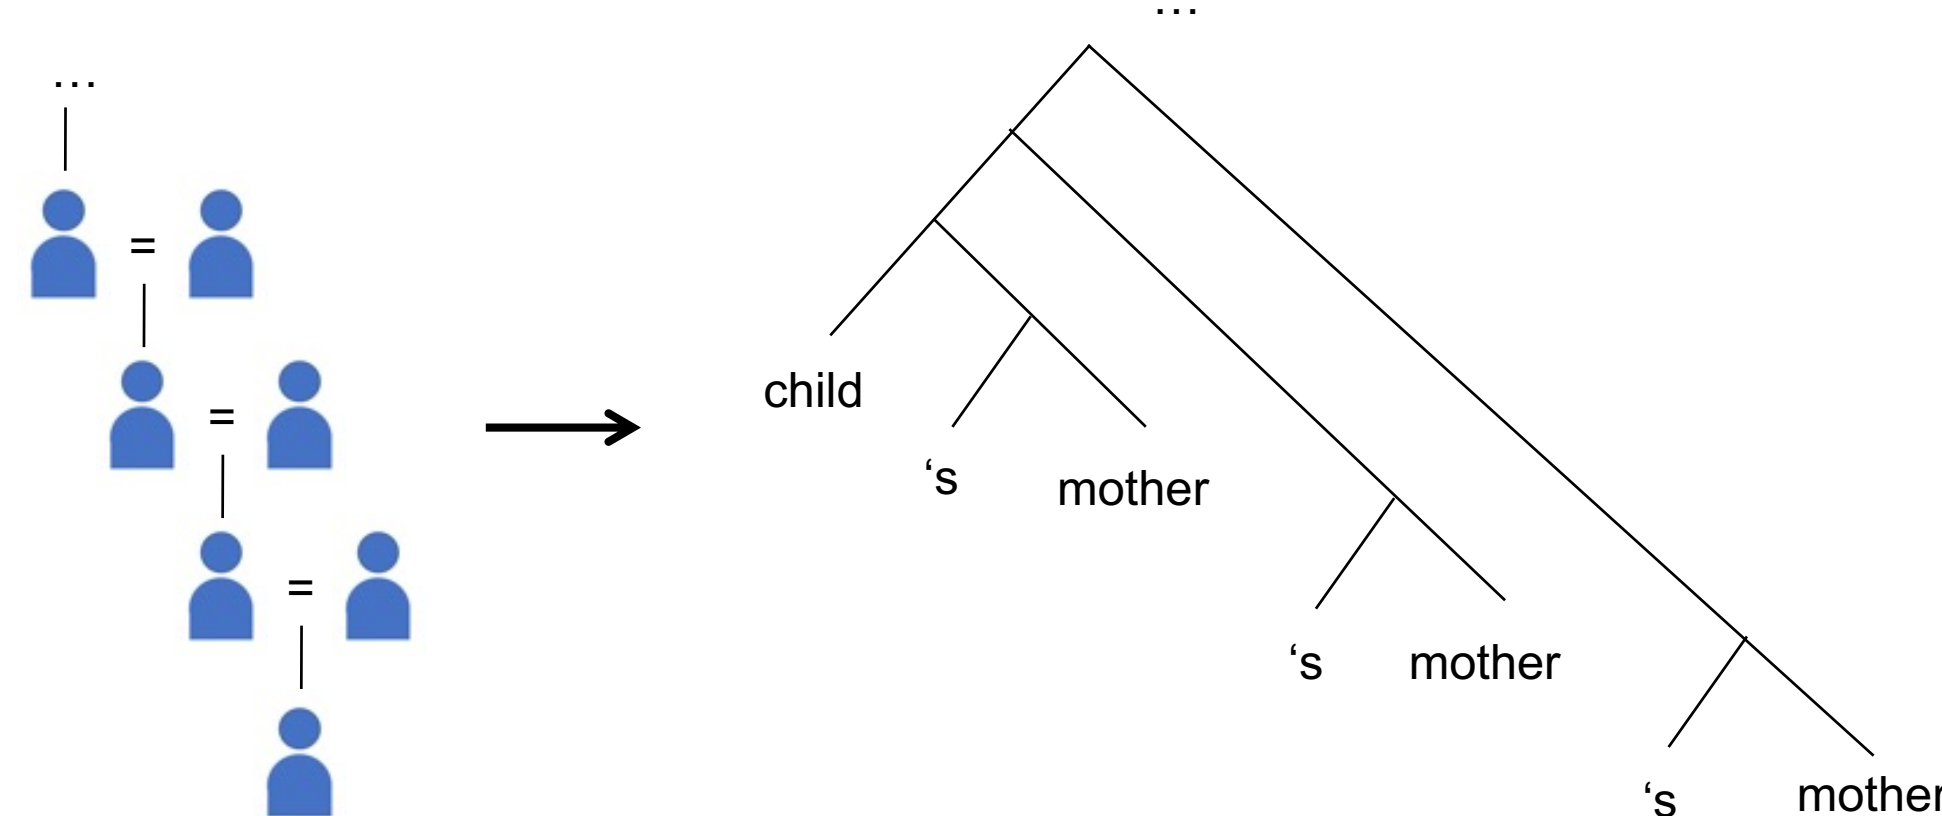 …
…
=
=
=
child
‘s
mother
‘s
mother
‘s
mother